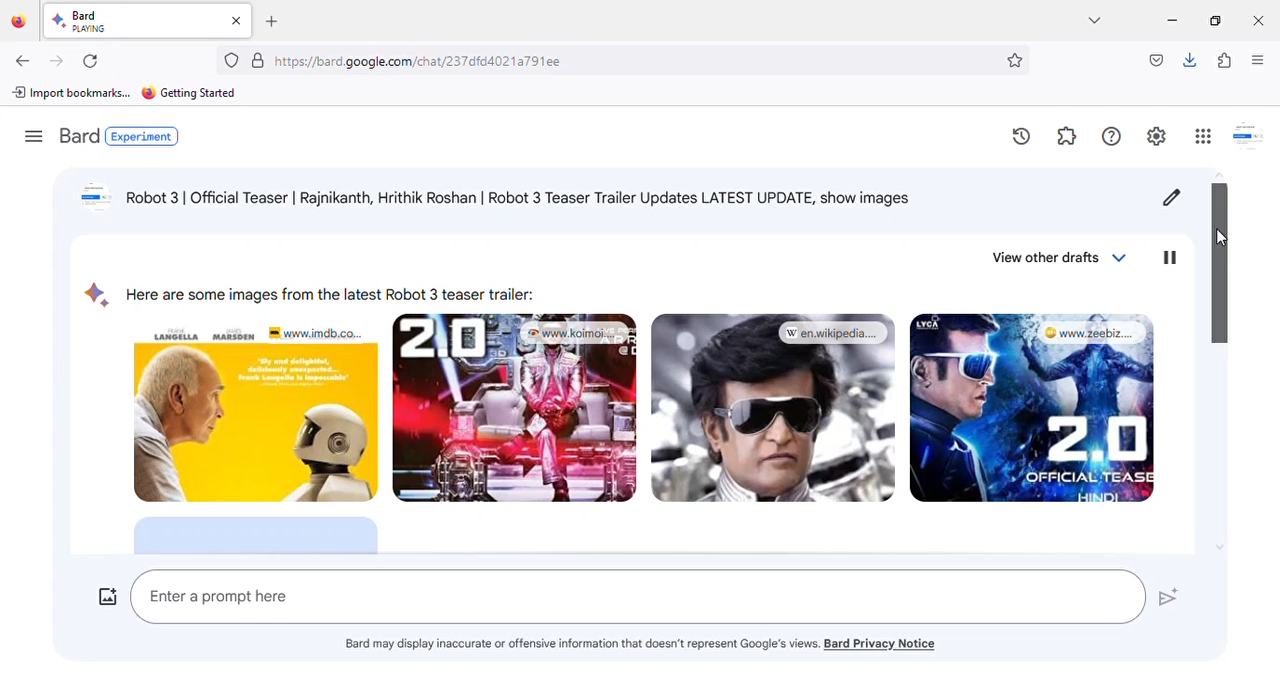 Bard
PLAYING
https://bard.google.com/chat/237dfd4021a791ee
Import bookmarks...
Getting Started
Bard Experiment
Robot 3 | Official Teaser | Rajnikanth, Hrithik Roshan | Robot 3 Teaser Trailer Updates LATEST UPDATE, show images
View other drafts
Here are some images from the latest Robot 3 teaser trailer:
FRANK LANGELLA
JAMES MARSDEN
www.imdb.co...
www.koimoi....
en.wikipedia....
www.zeebiz....
LYCA
2.0
3D
2.0
OFFICIAL TEASE
HINDI
Enter a prompt here
Bard may display inaccurate or offensive information that doesn't represent Google's views. Bard Privacy Notice